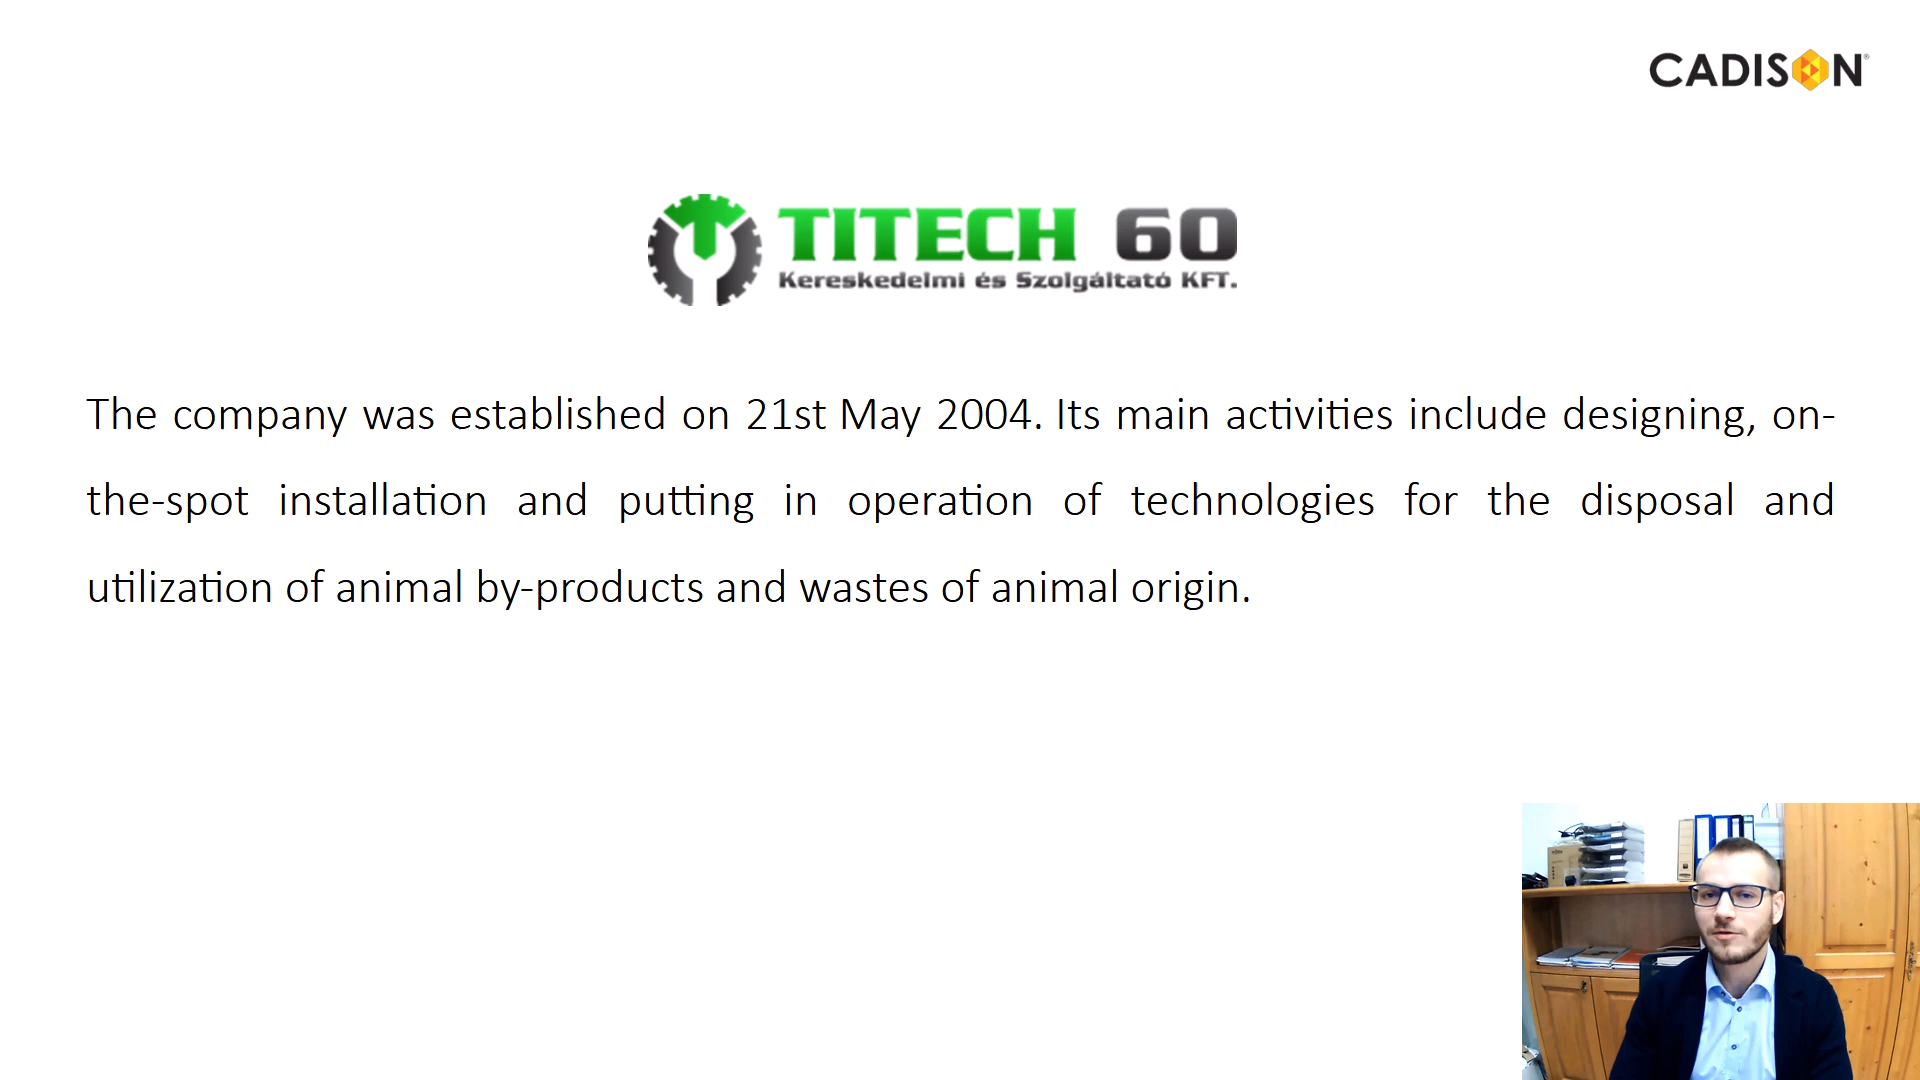 CADISON®
TITECH 60
Kereskedelmi és Szolgáltató KFT.
The company was established on 21st May 2004. Its main activities include designing, on-
the-spot installation and putting in operation of technologies for the disposal and
utilization of animal by-products and wastes of animal origin.